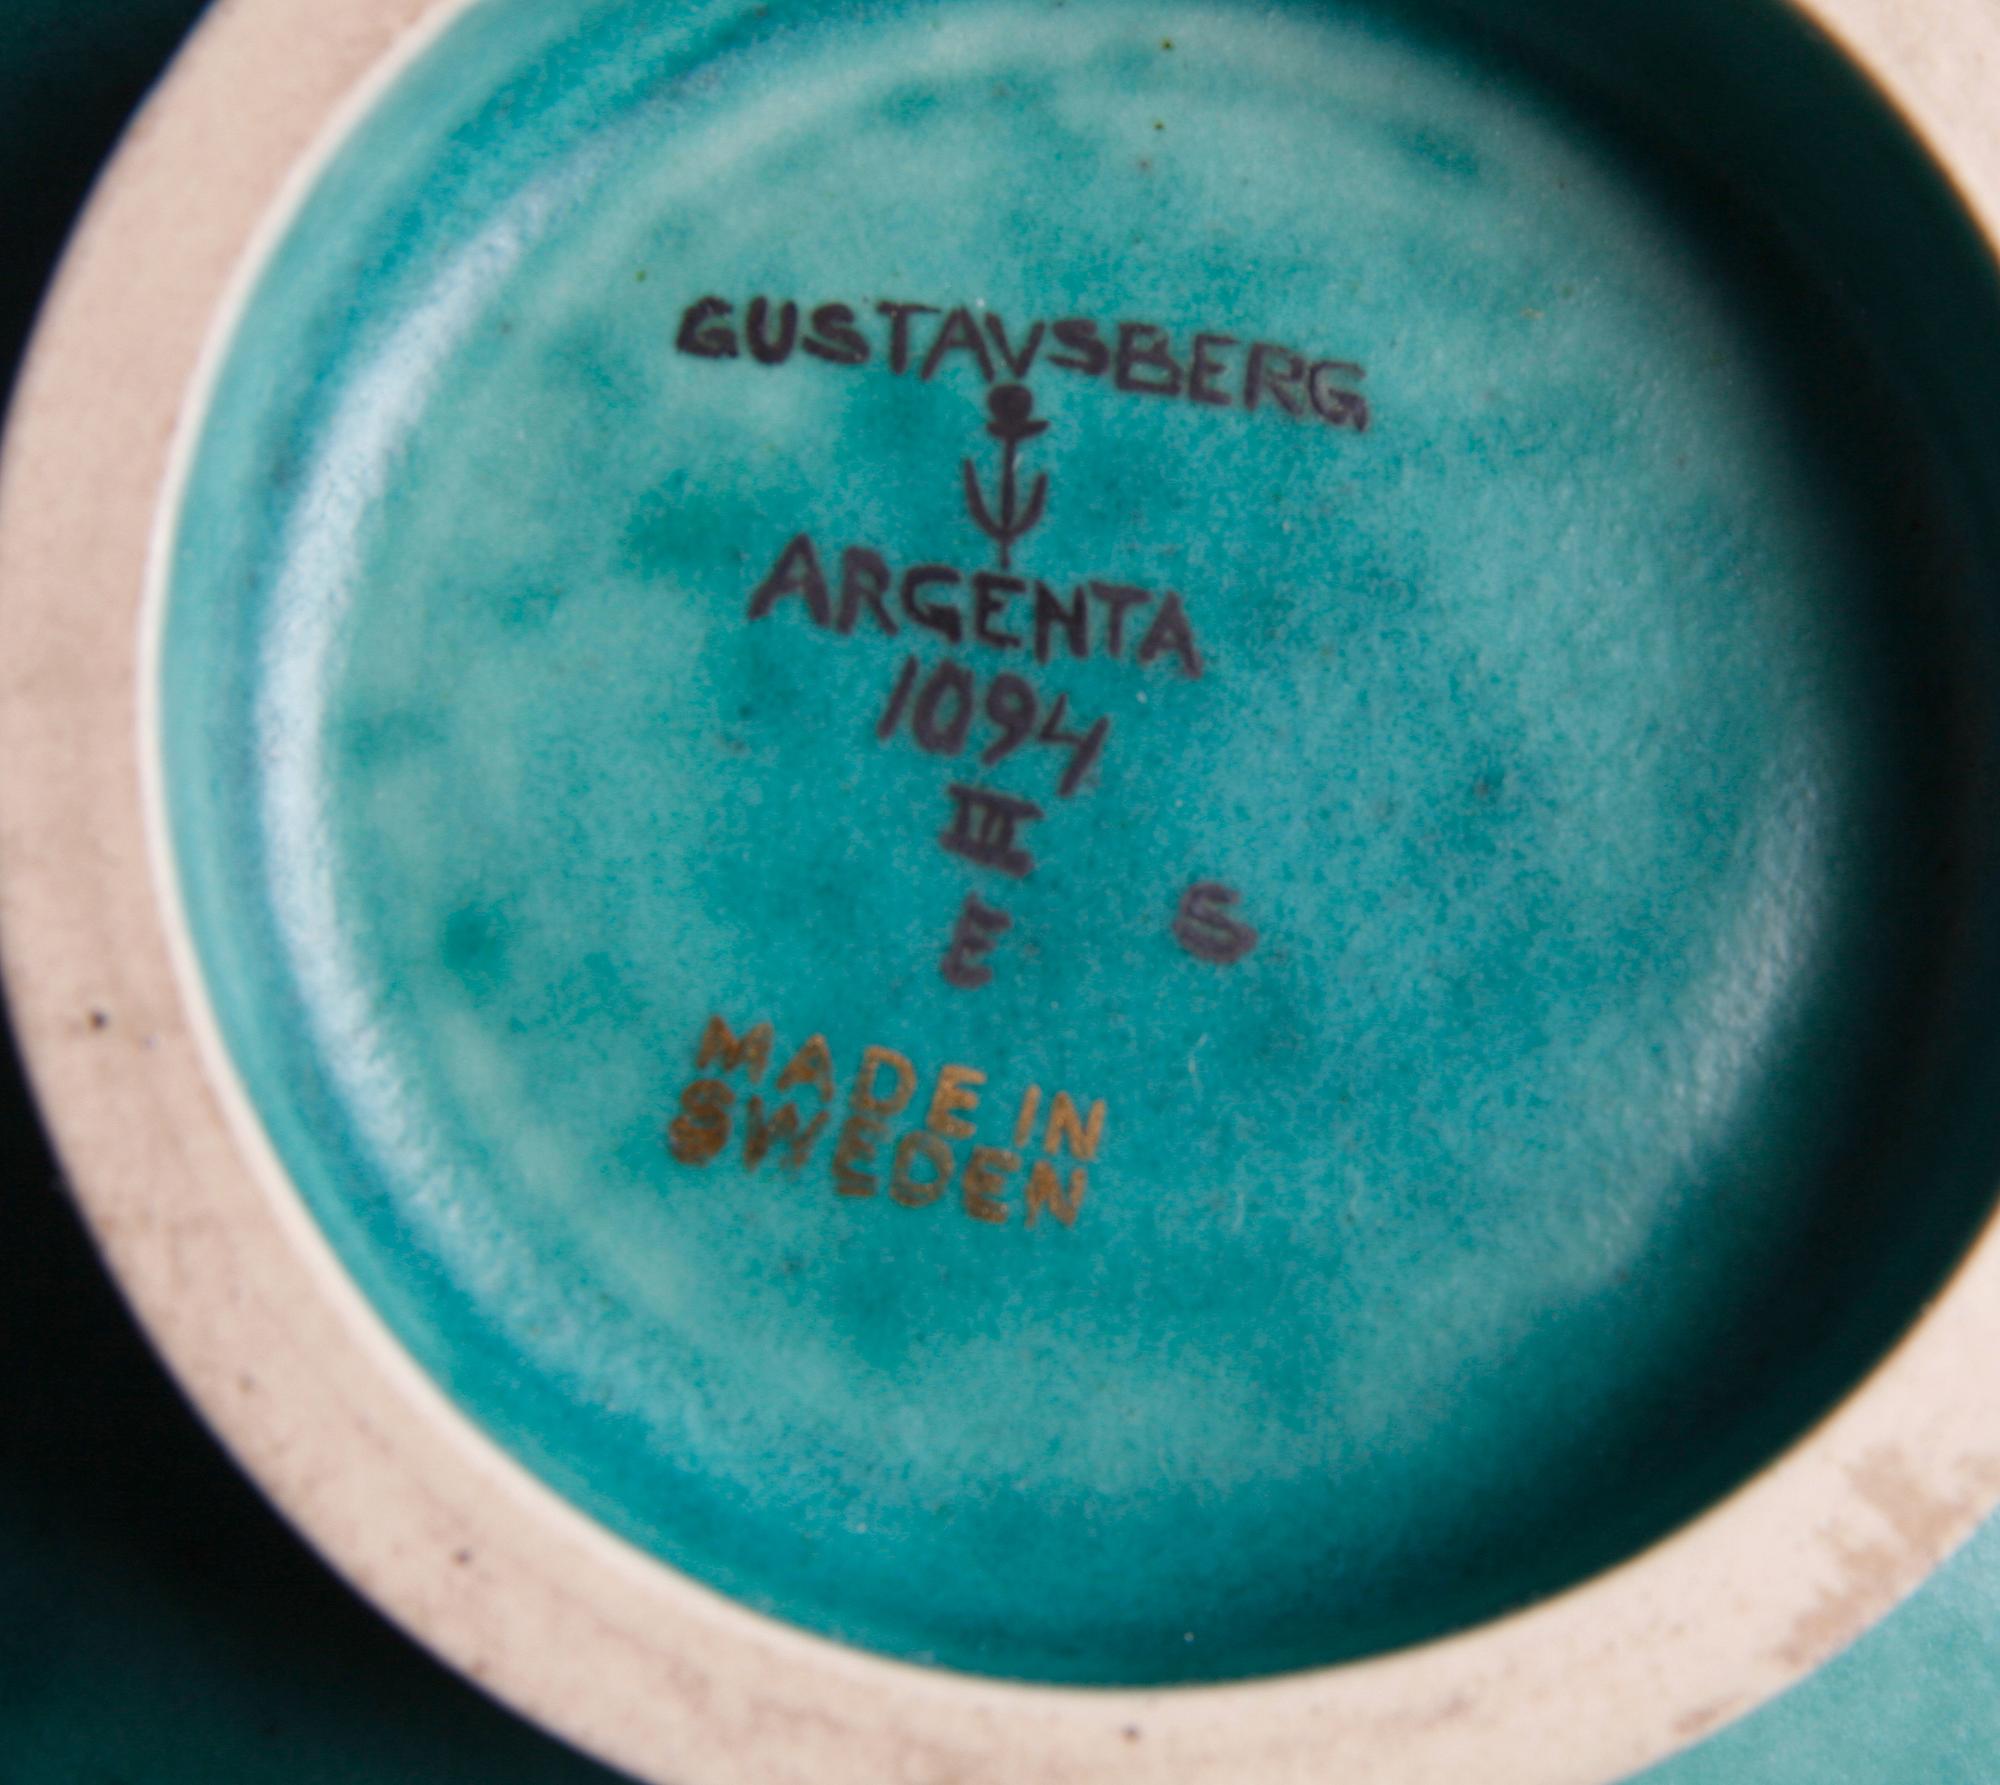 GUSTAVSBERG
ARGENTA
1094
III
E S
MADE IN
SWEDEN